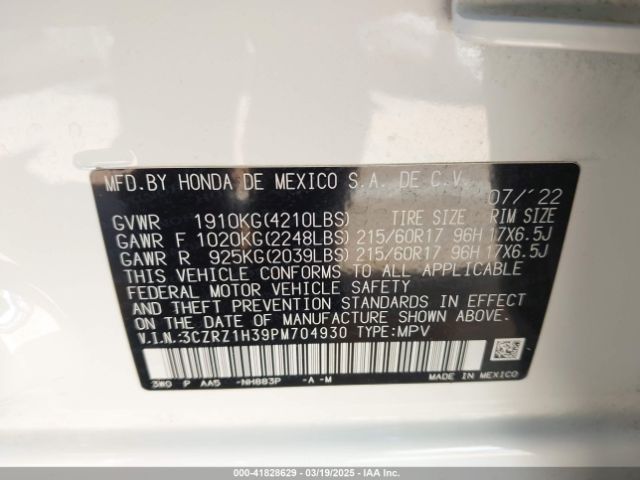 MFD.BY HONDA DE MEXICO S.A. DE C.V. 07/'22
GVWR 1910KG(4210LBS) TIRE SIZE RIM SIZE
GAWR F 1020KG(2248LBS) 215/60R17 96H 17X6.5J
GAWR R 925KG(2039LBS) 215/60R17 96H 17X6.5J
THIS VEHICLE CONFORMS TO ALL APPLICABLE
FEDERAL MOTOR VEHICLE SAFETY
AND THEFT PREVENTION STANDARDS IN EFFECT
ON THE DATE OF MANUFACTURE SHOWN ABOVE.
V.I.N.:3CZRZ1H39PM704930 TYPE:MPV
3W0 P AA5 -NH883P -A -M MADE IN MEXICO
000-41828629 - 03/19/2025 - IAA Inc.